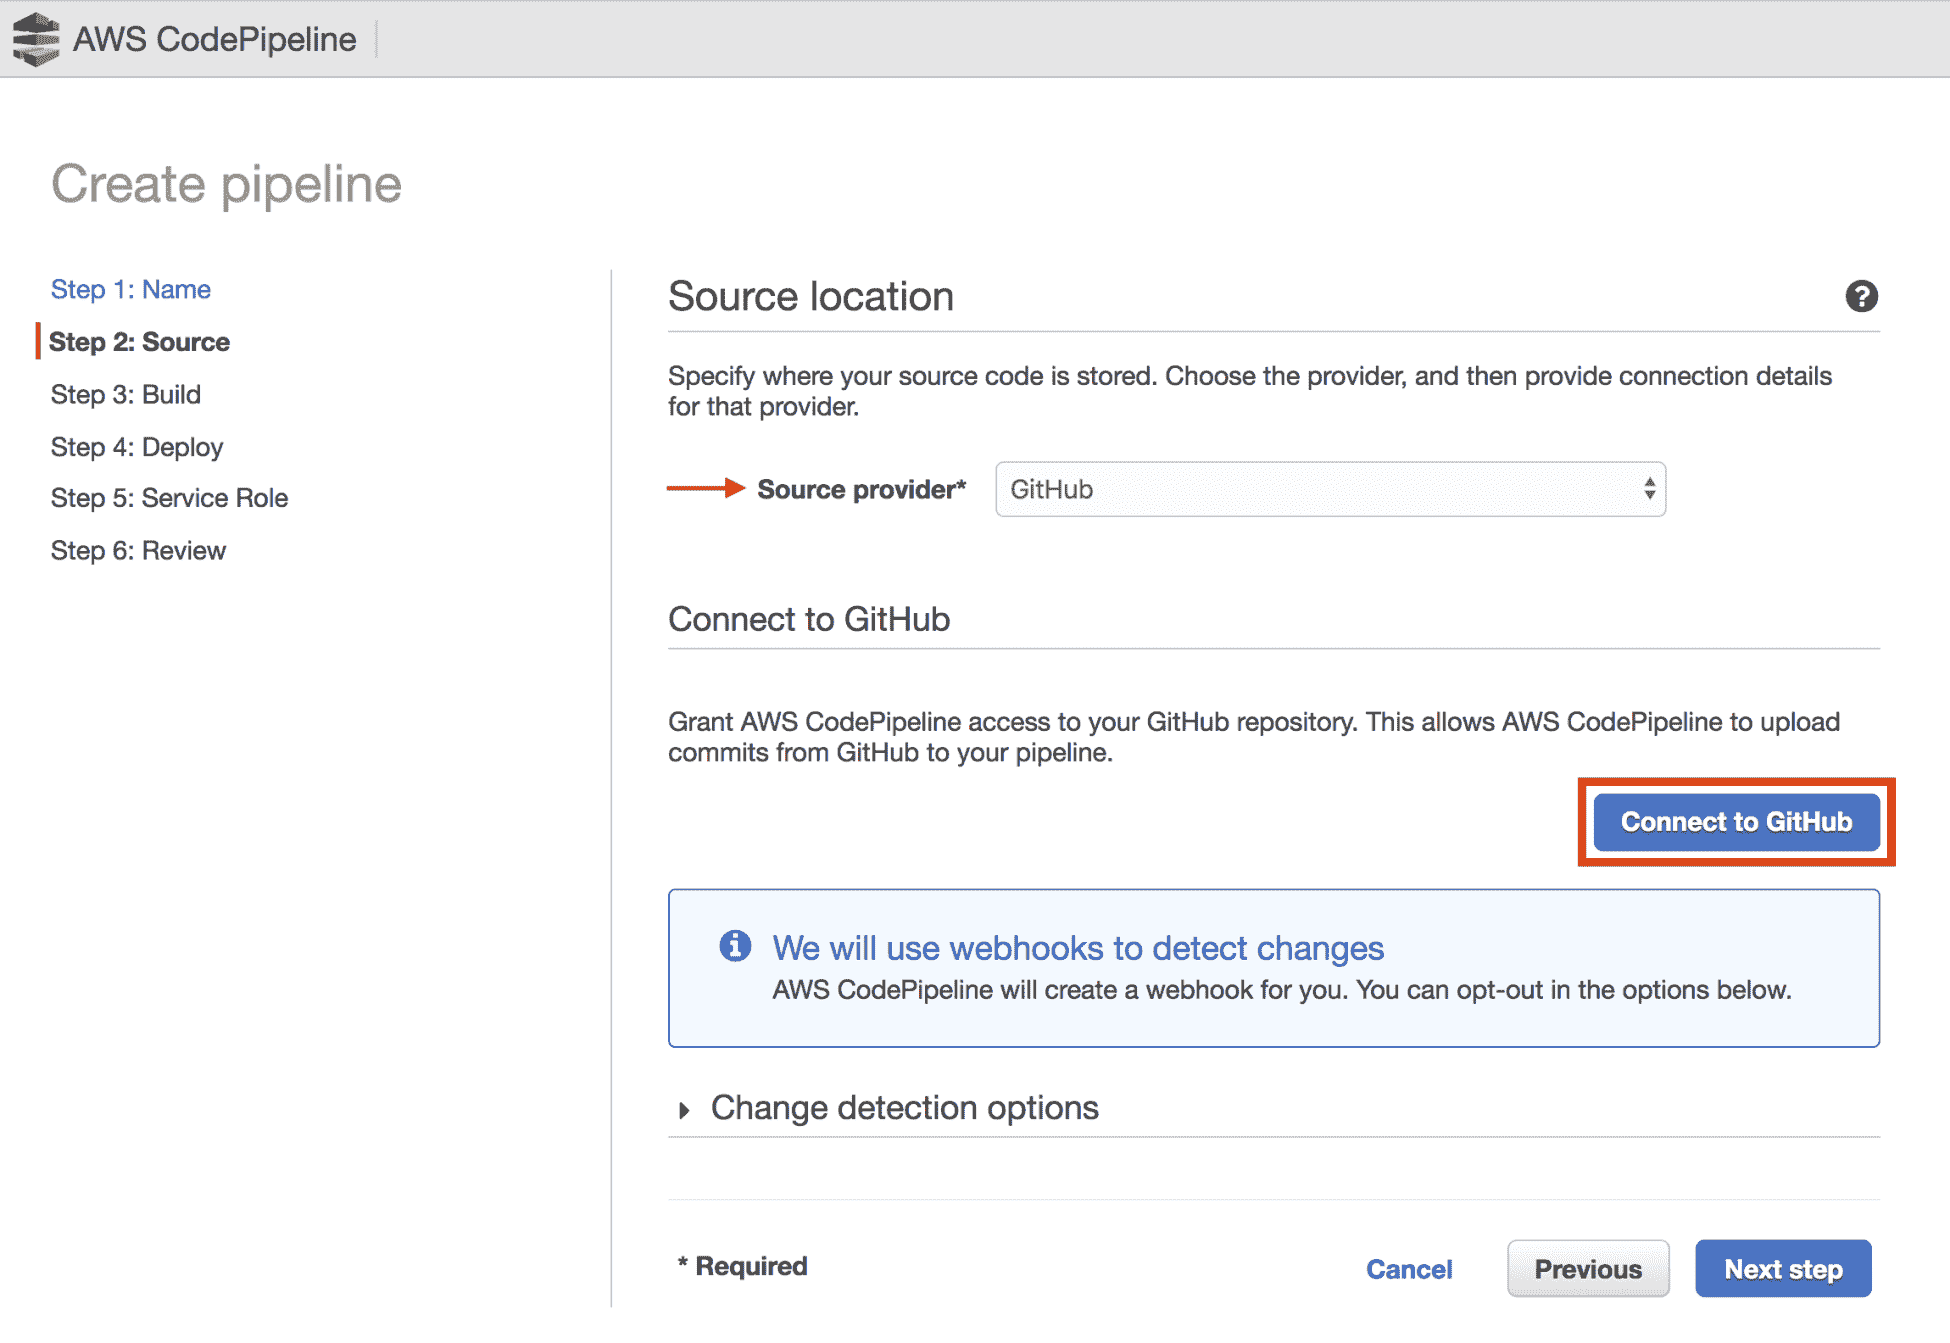 AWS CodePipeline
Create pipeline
Step 1: Name
Step 2: Source
Step 3: Build
Step 4: Deploy
Step 5: Service Role
Step 6: Review
Source location
Specify where your source code is stored. Choose the provider, and then provide connection details
for that provider.
Source provider* GitHub
Connect to GitHub
Grant AWS CodePipeline access to your GitHub repository. This allows AWS CodePipeline to upload
commits from GitHub to your pipeline.
Connect to GitHub
We will use webhooks to detect changes
AWS CodePipeline will create a webhook for you. You can opt-out in the options below.
Change detection options
* Required Cancel Previous Next step